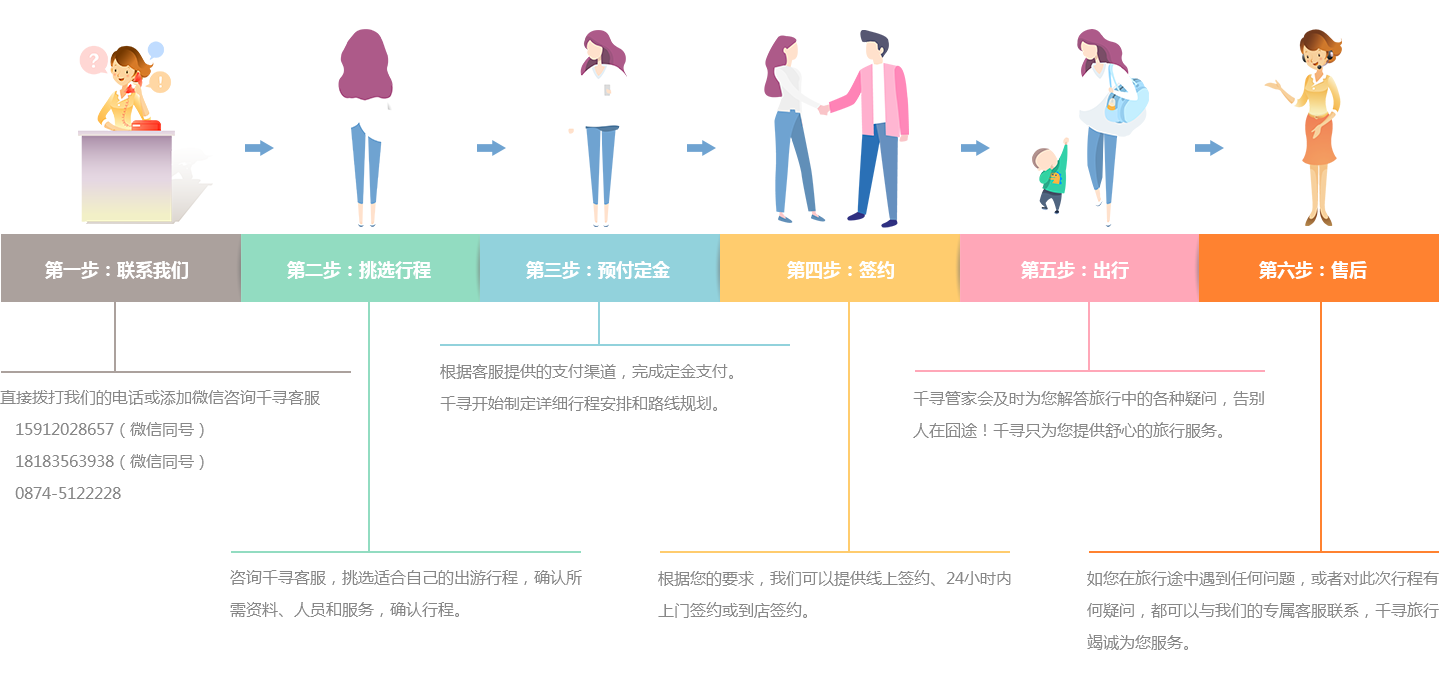 ?
!
第一步：联系我们
第二步：挑选行程
第三步：预付定金
第四步：签约
第五步：出行
第六步：售后
直接拨打我们的电话或添加微信咨询千寻客服
15912028657（微信同号）
18183563938（微信同号）
0874-5122228
咨询千寻客服，挑选适合自己的出游行程，确认所
需资料、人员和服务，确认行程。
根据客服提供的支付渠道，完成定金支付。
千寻开始制定详细行程安排和路线规划。
根据您的要求，我们可以提供线上签约、24小时内
上门签约或到店签约。
千寻管家会及时为您解答旅行中的各种疑问，告别
人在囧途！千寻只为您提供舒心的旅行服务。
如您在旅行途中遇到任何问题，或者对此次行程有
何疑问，都可以与我们的专属客服联系，千寻旅行
竭诚为您服务。